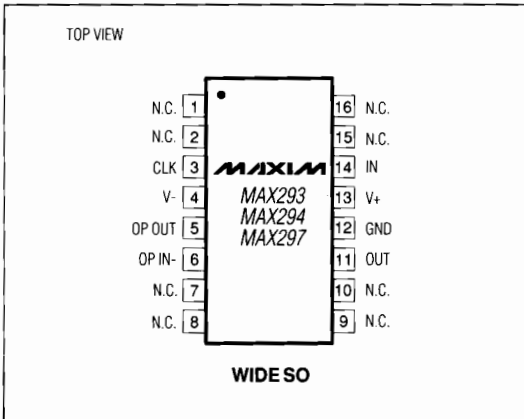 TOP VIEW
N.C. 1
N.C. 2
CLK 3
V- 4
OP OUT 5
OP IN- 6
N.C. 7
N.C. 8
MAXIM
MAX293
MAX294
MAX297
16 N.C.
15 N.C.
14 IN
13 V+
12 GND
11 OUT
10 N.C.
9 N.C.
WIDE SO